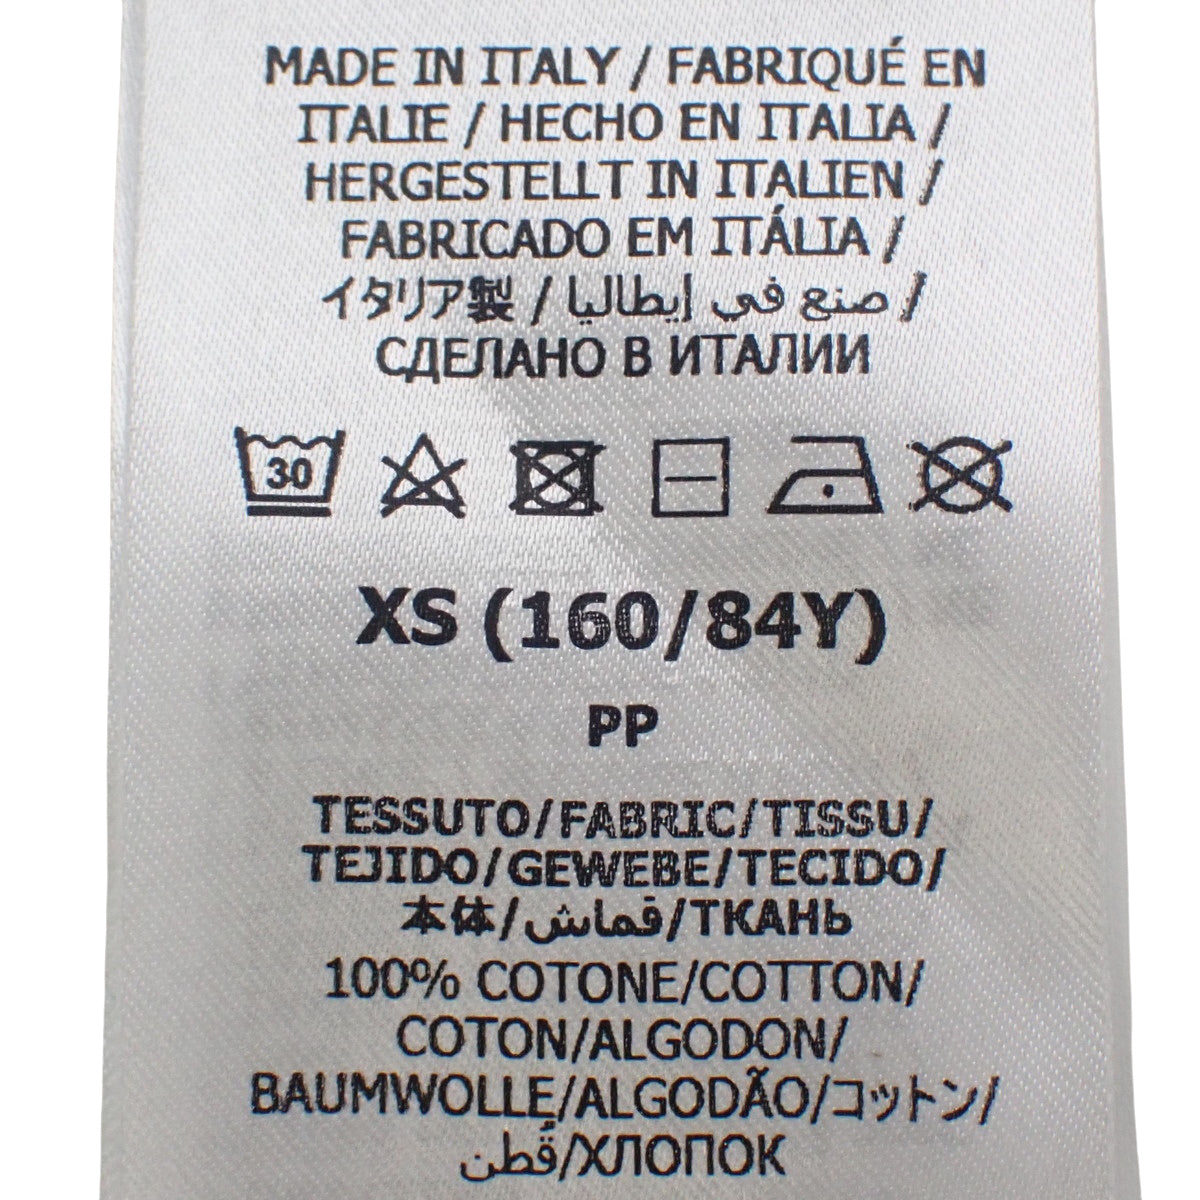 MADE IN ITALY / FABRIQUÉ EN
ITALIE / HECHO EN ITALIA /
HERGESTELLT IN ITALIEN /
FABRICADO EM ITÁLIA /
イタリア製 / صنع في إيطاليا /
СДЕЛАНО В ИТАЛИИ
30
XS (160/84Y)
PP
TESSUTO/FABRIC/TISSU/
TEJIDO/GEWEBE/TECIDO/
本体/قماش/ТКАНЬ
100% COTONE/COTTON/
COTON/ALGODON/
BAUMWOLLE/ALGODÃO/コットン/
قُطن/ХЛОПОК